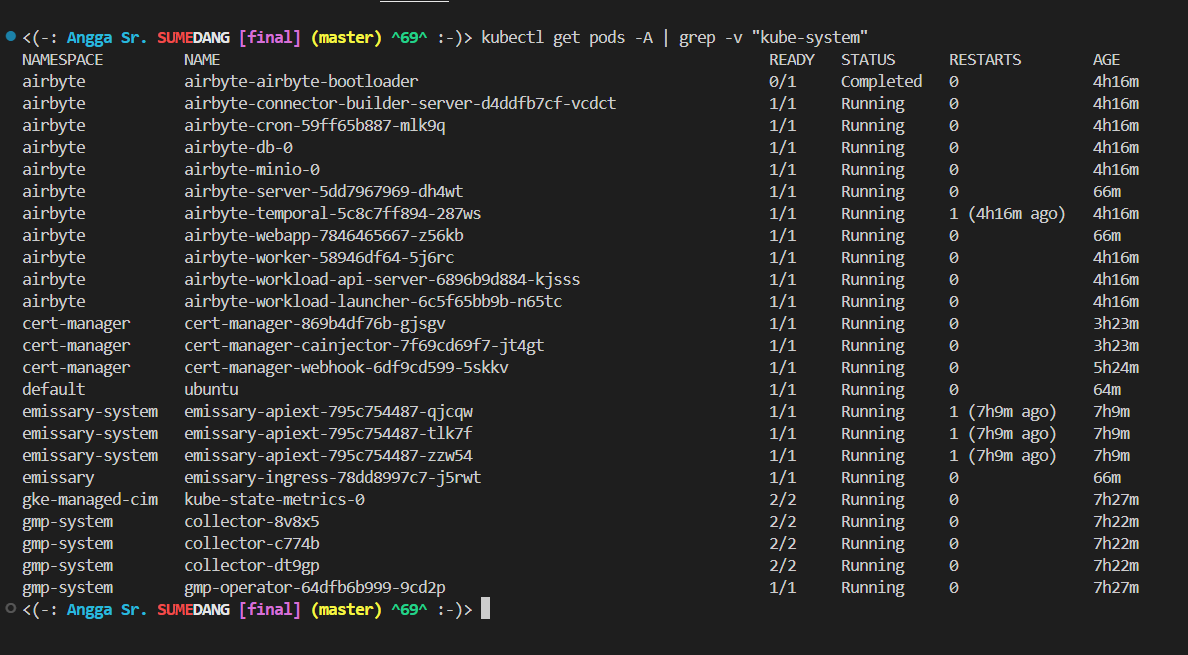 <(-: Angga Sr. SUMEDANG [final] (master) ^69^ :-)> kubectl get pods -A | grep -v "kube-system"
NAMESPACE NAME READY STATUS RESTARTS AGE
airbyte airbyte-airbyte-bootloader 0/1 Completed 0 4h16m
airbyte airbyte-connector-builder-server-d4ddfb7cf-vcdct 1/1 Running 0 4h16m
airbyte airbyte-cron-59ff65b887-mlk9q 1/1 Running 0 4h16m
airbyte airbyte-db-0 1/1 Running 0 4h16m
airbyte airbyte-minio-0 1/1 Running 0 4h16m
airbyte airbyte-server-5dd7967969-dh4wt 1/1 Running 0 66m
airbyte airbyte-temporal-5c8c7ff894-287ws 1/1 Running 1 (4h16m ago) 4h16m
airbyte airbyte-webapp-7846465667-z56kb 1/1 Running 0 66m
airbyte airbyte-worker-58946df64-5j6rc 1/1 Running 0 4h16m
airbyte airbyte-workload-api-server-6896b9d884-kjsss 1/1 Running 0 4h16m
airbyte airbyte-workload-launcher-6c5f65bb9b-n65tc 1/1 Running 0 4h16m
cert-manager cert-manager-869b4df76b-gjsgv 1/1 Running 0 3h23m
cert-manager cert-manager-cainjector-7f69cd69f7-jt4gt 1/1 Running 0 3h23m
cert-manager cert-manager-webhook-6df9cd599-5skkv 1/1 Running 0 5h24m
default ubuntu 1/1 Running 0 64m
emissary-system emissary-apiext-795c754487-qjcqw 1/1 Running 1 (7h9m ago) 7h9m
emissary-system emissary-apiext-795c754487-tlk7f 1/1 Running 1 (7h9m ago) 7h9m
emissary-system emissary-apiext-795c754487-zzw54 1/1 Running 1 (7h9m ago) 7h9m
emissary emissary-ingress-78dd8997c7-j5rwt 1/1 Running 0 66m
gke-managed-cim kube-state-metrics-0 2/2 Running 0 7h27m
gmp-system collector-8v8x5 2/2 Running 0 7h22m
gmp-system collector-c774b 2/2 Running 0 7h22m
gmp-system collector-dt9gp 2/2 Running 0 7h22m
gmp-system gmp-operator-64dfb6b999-9cd2p 1/1 Running 0 7h27m
<(-: Angga Sr. SUMEDANG [final] (master) ^69^ :-)>